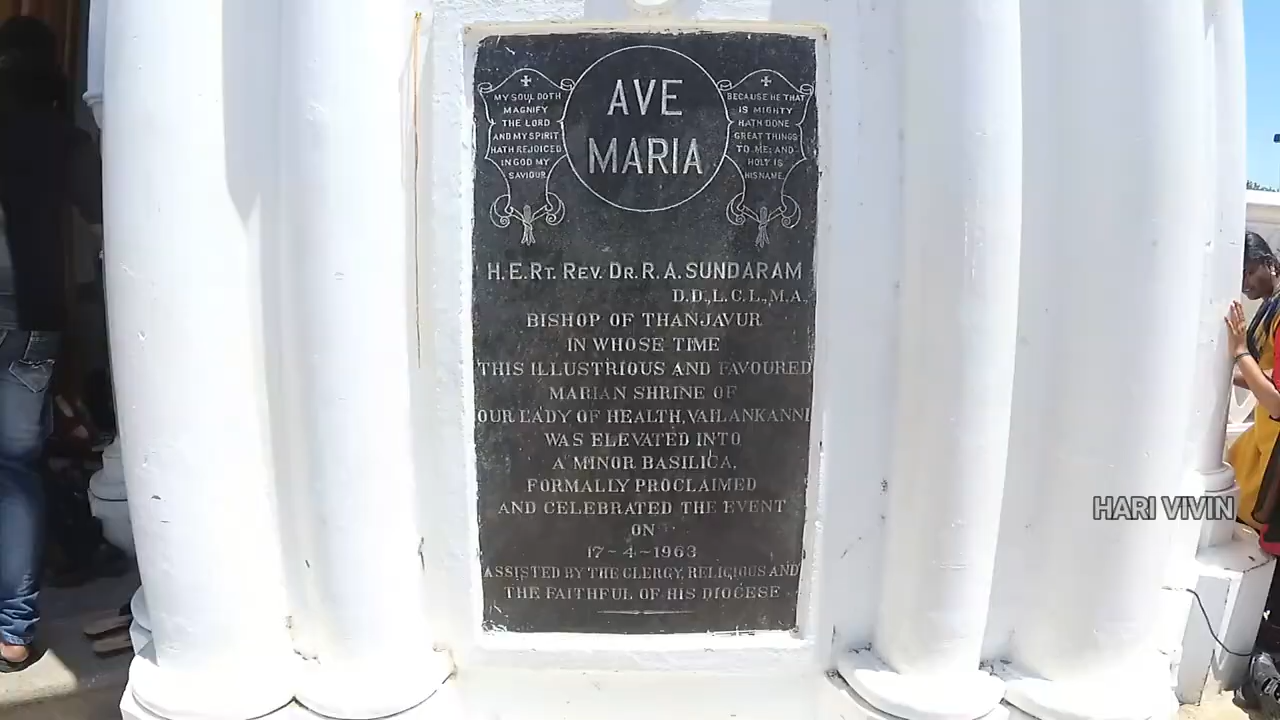 AVE
MARIA
MY SOUL DOTH
MAGNIFY
THE LORD
AND MY SPIRIT
HATH REJOICED
IN GOD MY
SAVIOUR
BECAUSE HE THAT
IS MIGHTY
HATH DONE
GREAT THINGS
TO ME; AND
HOLY IS
HIS NAME
H.E.RT. REV. DR. R. A. SUNDARAM
D.D.,L.C.L.,M.A.,
BISHOP OF THANJAVUR
IN WHOSE TIME
THIS ILLUSTRIOUS AND FAVOURED
MARIAN SHRINE OF
OUR LADY OF HEALTH, VAILANKANNI
WAS ELEVATED INTO
A MINOR BASILICA,
FORMALLY PROCLAIMED
AND CELEBRATED THE EVENT
ON
17-4-1963
ASSISTED BY THE CLERGY, RELIGIOUS AND
THE FAITHFUL OF HIS DIOCESE
HARI VIVIN